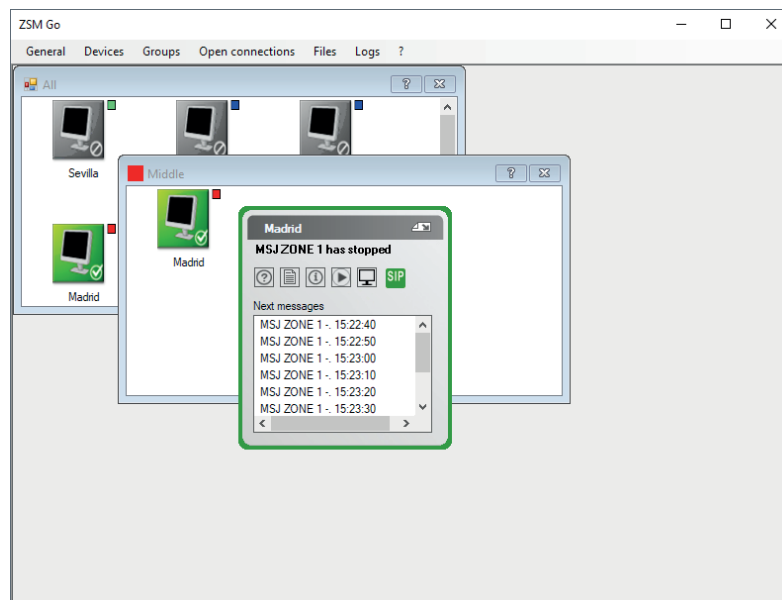 ZSM Go
General Devices Groups Open connections Files Logs ?
All
Sevilla
Middle
Madrid
Madrid
Madrid
MSJ ZONE 1 has stopped
SIP
Next messages
MSJ ZONE 1 -. 15:22:40
MSJ ZONE 1 -. 15:22:50
MSJ ZONE 1 -. 15:23:00
MSJ ZONE 1 -. 15:23:10
MSJ ZONE 1 -. 15:23:20
MSJ ZONE 1 -. 15:23:30